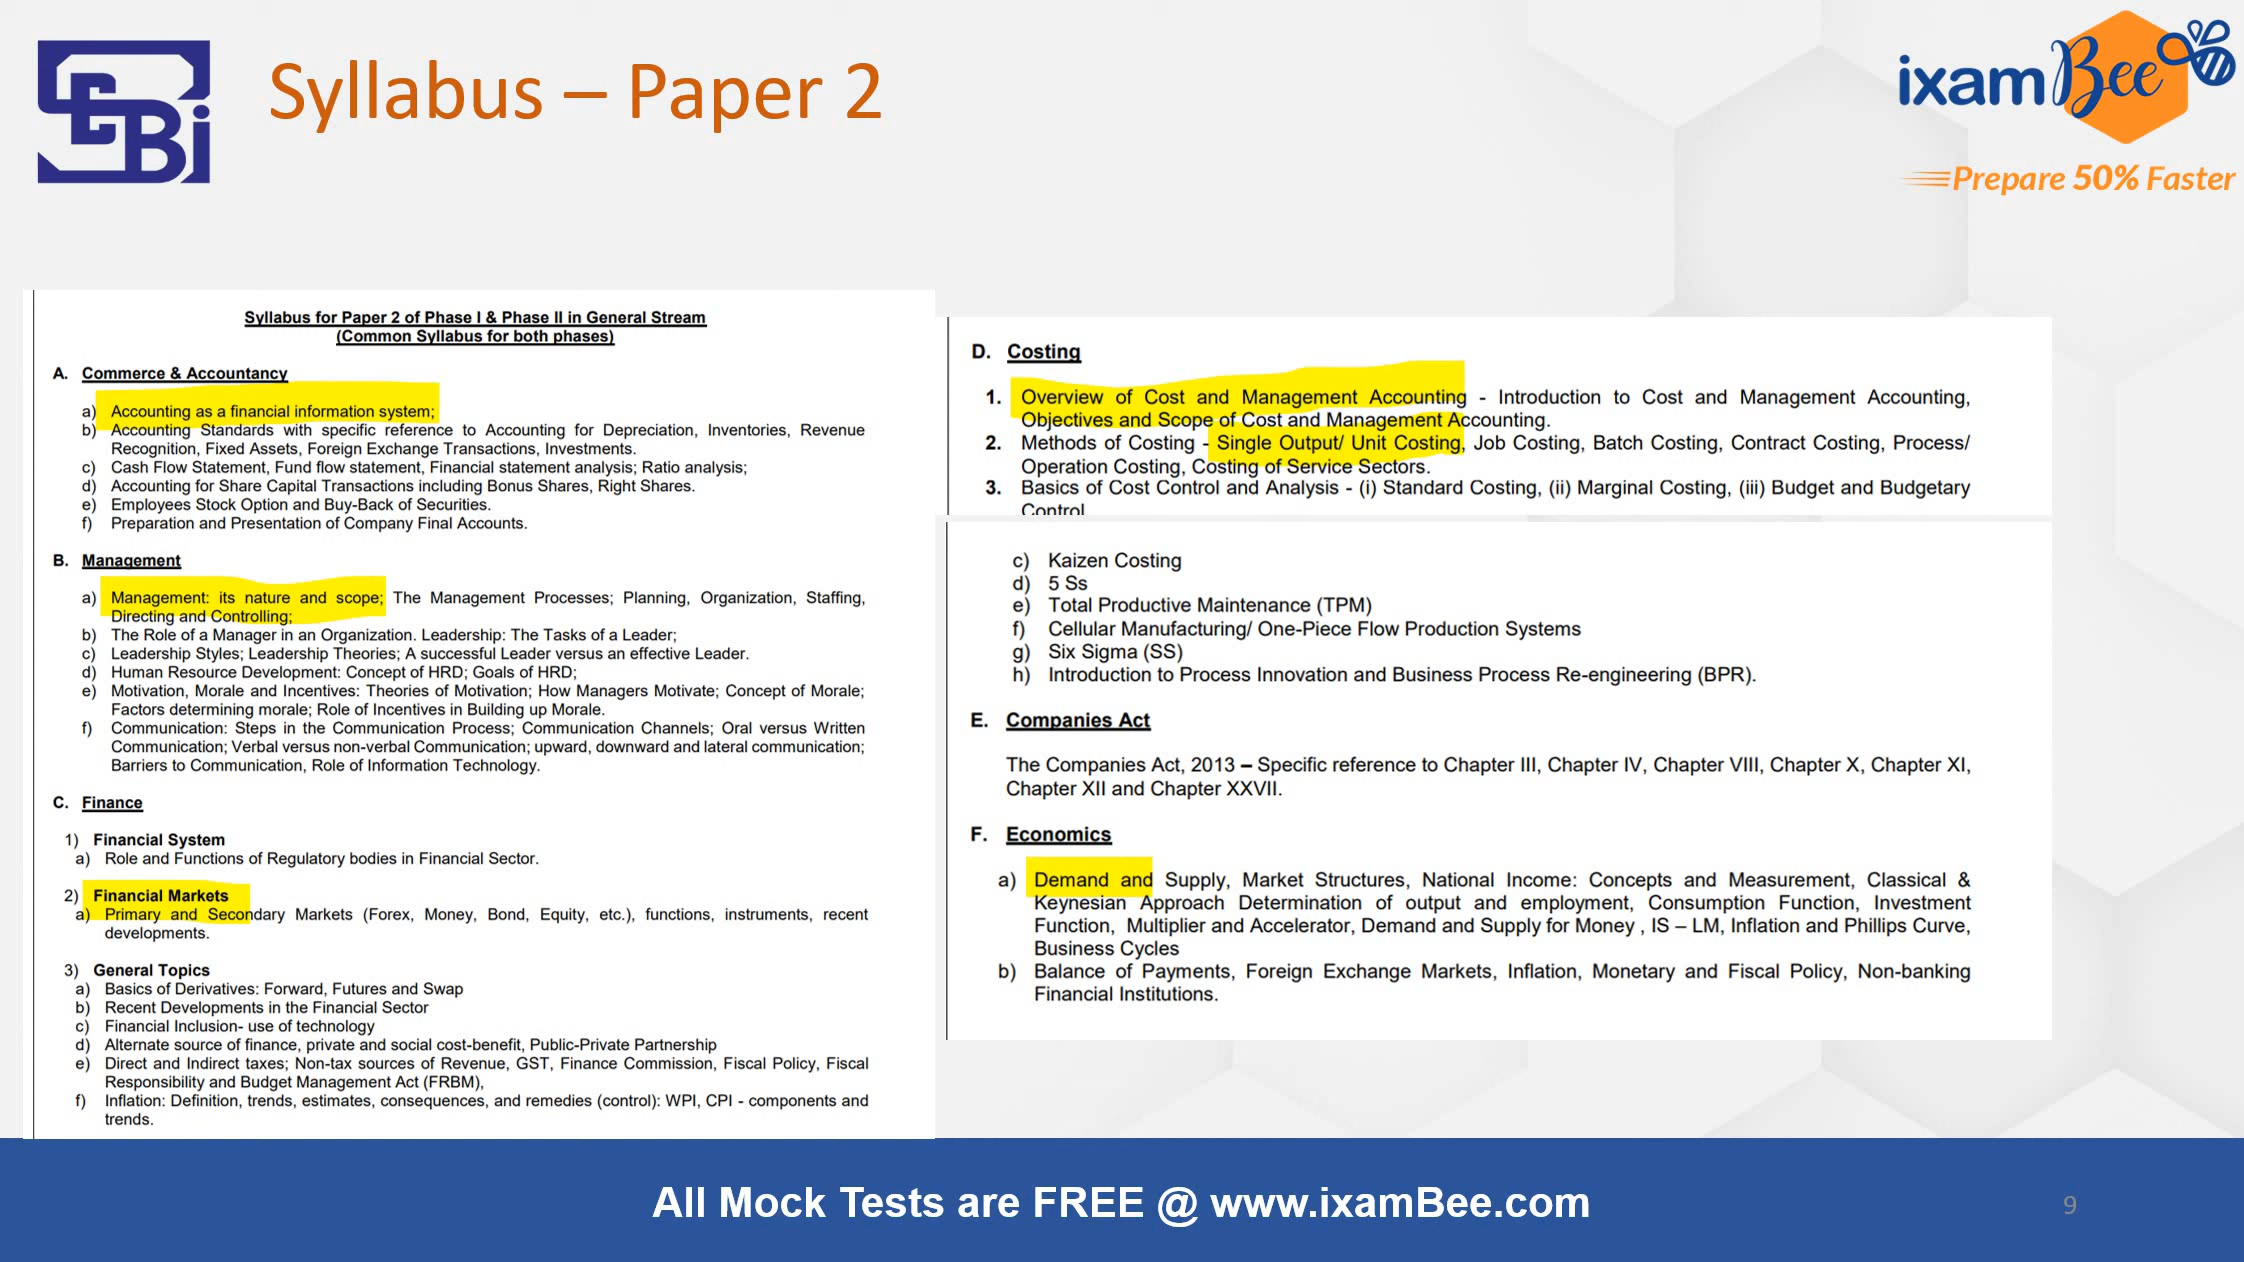 SEBI
Syllabus – Paper 2
ixamBee
Prepare 50% Faster
Syllabus for Paper 2 of Phase I & Phase II in General Stream
(Common Syllabus for both phases)
A. Commerce & Accountancy
a) Accounting as a financial information system;
b) Accounting Standards with specific reference to Accounting for Depreciation, Inventories, Revenue
Recognition, Fixed Assets, Foreign Exchange Transactions, Investments.
c) Cash Flow Statement, Fund flow statement, Financial statement analysis; Ratio analysis;
d) Accounting for Share Capital Transactions including Bonus Shares, Right Shares.
e) Employees Stock Option and Buy-Back of Securities.
f) Preparation and Presentation of Company Final Accounts.
B. Management
a) Management: its nature and scope; The Management Processes; Planning, Organization, Staffing,
Directing and Controlling;
b) The Role of a Manager in an Organization. Leadership: The Tasks of a Leader;
c) Leadership Styles; Leadership Theories; A successful Leader versus an effective Leader.
d) Human Resource Development: Concept of HRD; Goals of HRD;
e) Motivation, Morale and Incentives: Theories of Motivation; How Managers Motivate; Concept of Morale;
Factors determining morale; Role of Incentives in Building up Morale.
f) Communication: Steps in the Communication Process; Communication Channels; Oral versus Written
Communication; Verbal versus non-verbal Communication; upward, downward and lateral communication;
Barriers to Communication, Role of Information Technology.
C. Finance
1) Financial System
a) Role and Functions of Regulatory bodies in Financial Sector.
2) Financial Markets
a) Primary and Secondary Markets (Forex, Money, Bond, Equity, etc.), functions, instruments, recent
developments.
3) General Topics
a) Basics of Derivatives: Forward, Futures and Swap
b) Recent Developments in the Financial Sector
c) Financial Inclusion- use of technology
d) Alternate source of finance, private and social cost-benefit, Public-Private Partnership
e) Direct and Indirect taxes; Non-tax sources of Revenue, GST, Finance Commission, Fiscal Policy, Fiscal
Responsibility and Budget Management Act (FRBM),
f) Inflation: Definition, trends, estimates, consequences, and remedies (control): WPI, CPI - components and
trends.
D. Costing
1. Overview of Cost and Management Accounting - Introduction to Cost and Management Accounting,
Objectives and Scope of Cost and Management Accounting.
2. Methods of Costing - Single Output/ Unit Costing, Job Costing, Batch Costing, Contract Costing, Process/
Operation Costing, Costing of Service Sectors.
3. Basics of Cost Control and Analysis - (i) Standard Costing, (ii) Marginal Costing, (iii) Budget and Budgetary
Control
c) Kaizen Costing
d) 5 Ss
e) Total Productive Maintenance (TPM)
f) Cellular Manufacturing/ One-Piece Flow Production Systems
g) Six Sigma (SS)
h) Introduction to Process Innovation and Business Process Re-engineering (BPR).
E. Companies Act
The Companies Act, 2013 – Specific reference to Chapter III, Chapter IV, Chapter VIII, Chapter X, Chapter XI,
Chapter XII and Chapter XXVII.
F. Economics
a) Demand and Supply, Market Structures, National Income: Concepts and Measurement, Classical &
Keynesian Approach Determination of output and employment, Consumption Function, Investment
Function, Multiplier and Accelerator, Demand and Supply for Money , IS – LM, Inflation and Phillips Curve,
Business Cycles
b) Balance of Payments, Foreign Exchange Markets, Inflation, Monetary and Fiscal Policy, Non-banking
Financial Institutions.
All Mock Tests are FREE @ www.ixamBee.com
9